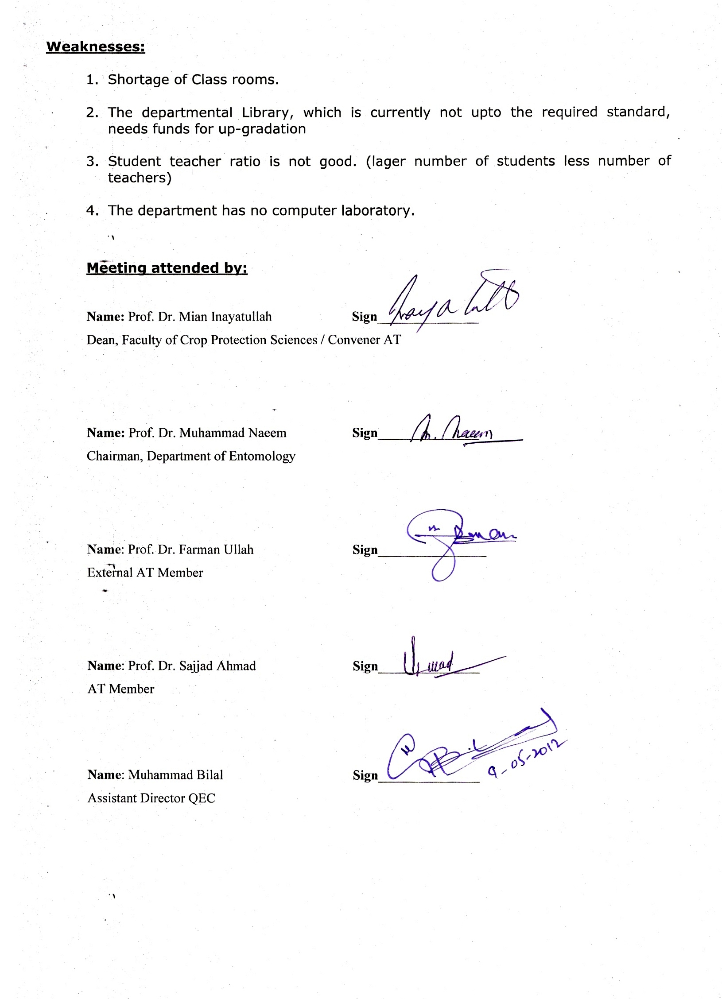 Weaknesses:
1. Shortage of Class rooms.
2. The departmental Library, which is currently not upto the required standard,
needs funds for up-gradation
3. Student teacher ratio is not good. (lager number of students less number of
teachers)
4. The department has no computer laboratory.
Meeting attended by:
Name: Prof. Dr. Mian Inayatullah Sign
Dean, Faculty of Crop Protection Sciences / Convener AT
Name: Prof. Dr. Muhammad Naeem Sign M. Naeem
Chairman, Department of Entomology
Name: Prof. Dr. Farman Ullah Sign
External AT Member
Name: Prof. Dr. Sajjad Ahmad Sign
AT Member
Name: Muhammad Bilal Sign 9-05-2012
Assistant Director QEC